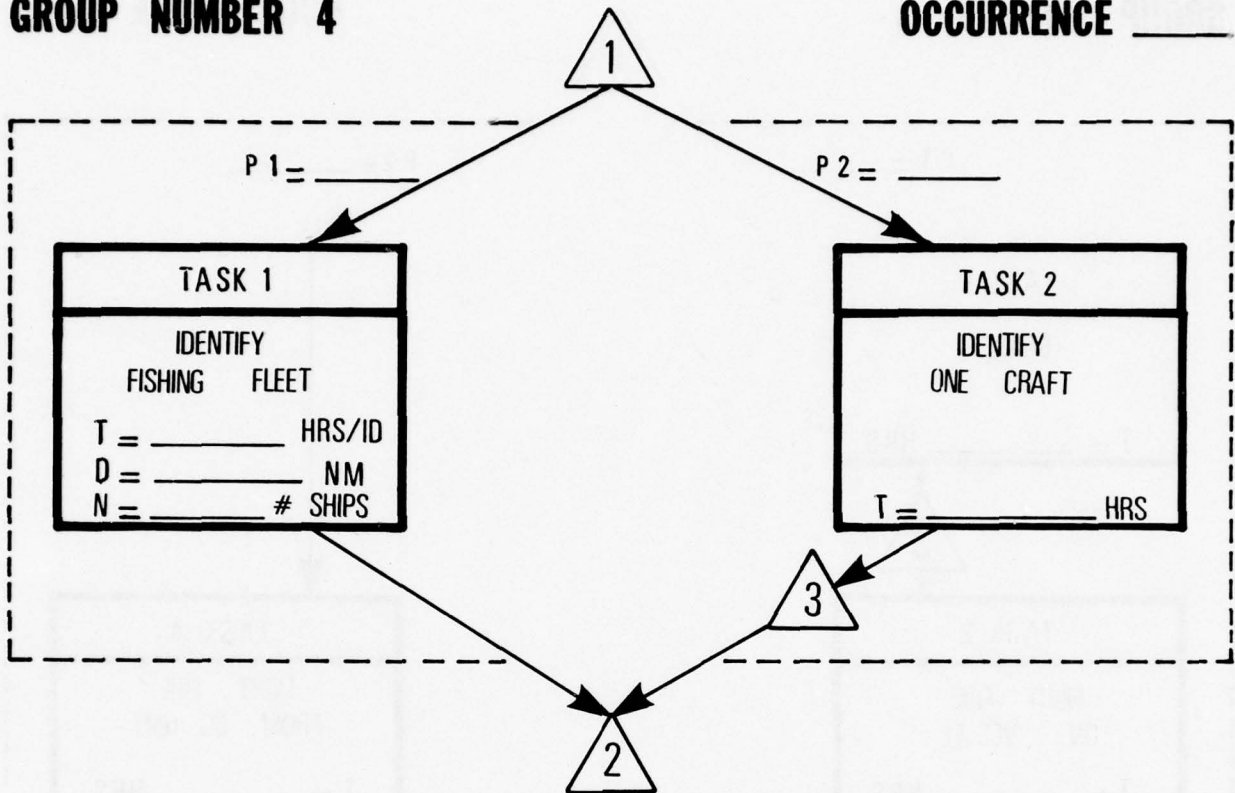 GROUP NUMBER 4
OCCURRENCE ______
1
P 1 = ______
P 2 = ______
TASK 1
IDENTIFY
FISHING FLEET
T = ________ HRS/ID
D = ________ NM
N = ________ # SHIPS
TASK 2
IDENTIFY
ONE CRAFT
T = ________ HRS
3
2